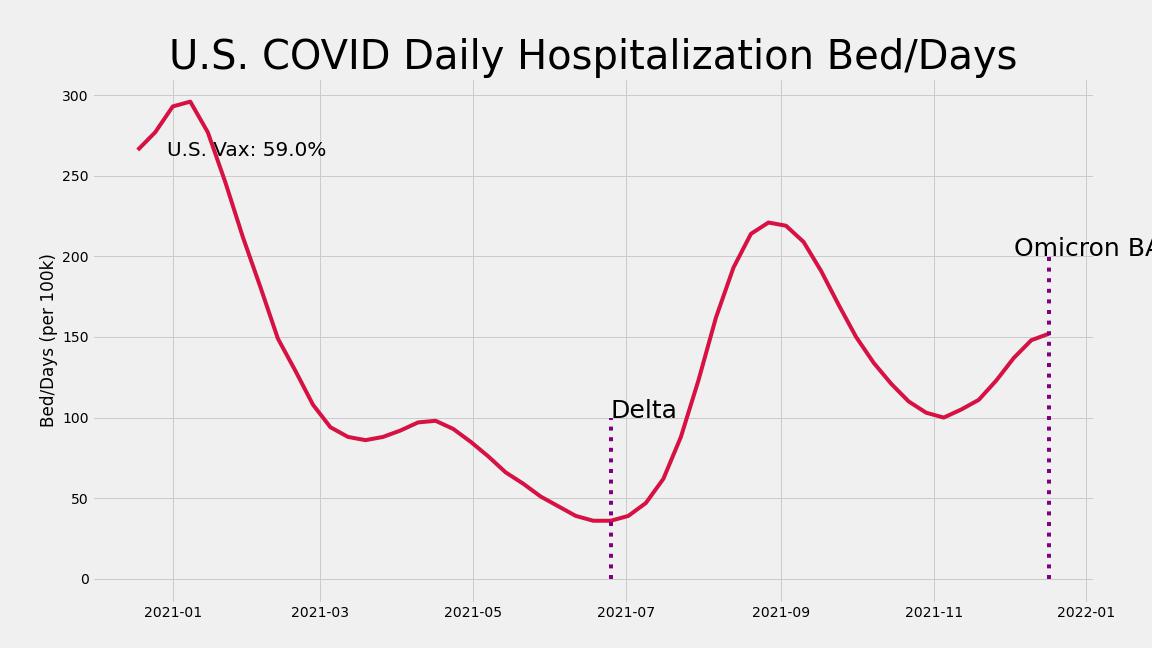 U.S. COVID Daily Hospitalization Bed/Days
300
U.S. Vax: 59.0%
250
Omicron BA
200
Bed/Days (per 100k)
150
Delta
100
50
0
2021-01 2021-03 2021-05 2021-07 2021-09 2021-11 2022-01